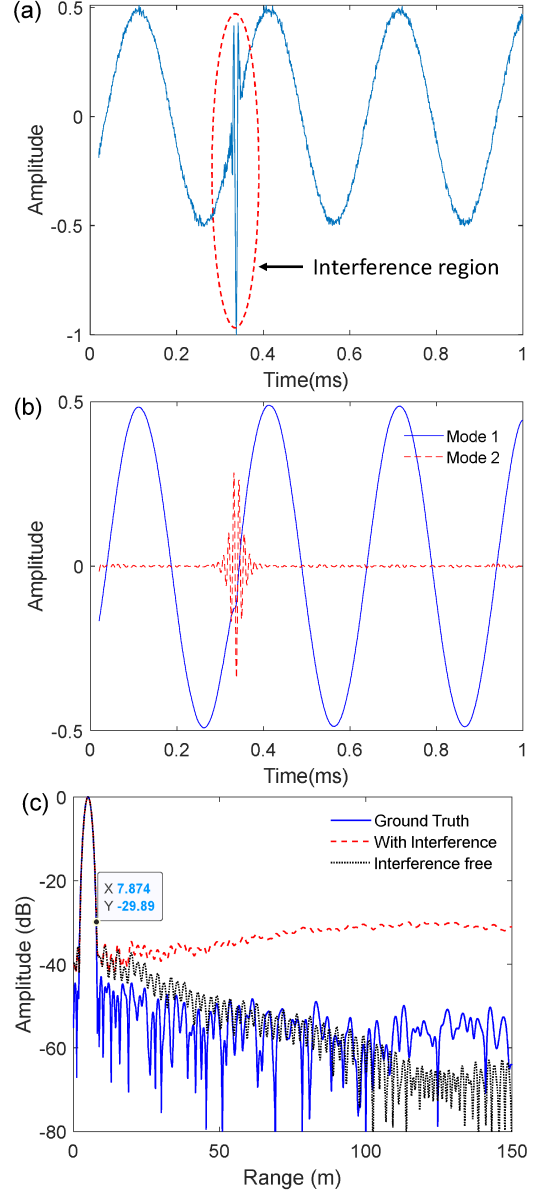 (a)
0.5
0
-0.5
-1
Amplitude
Interference region
0 0.2 0.4 0.6 0.8 1
Time(ms)
(b)
0.5
0
-0.5
Amplitude
Mode 1
Mode 2
0 0.2 0.4 0.6 0.8 1
Time(ms)
(c)
0
-20
-40
-60
-80
Amplitude (dB)
Ground Truth
With Interference
Interference free
X 7.874
Y -29.89
0 50 100 150
Range (m)